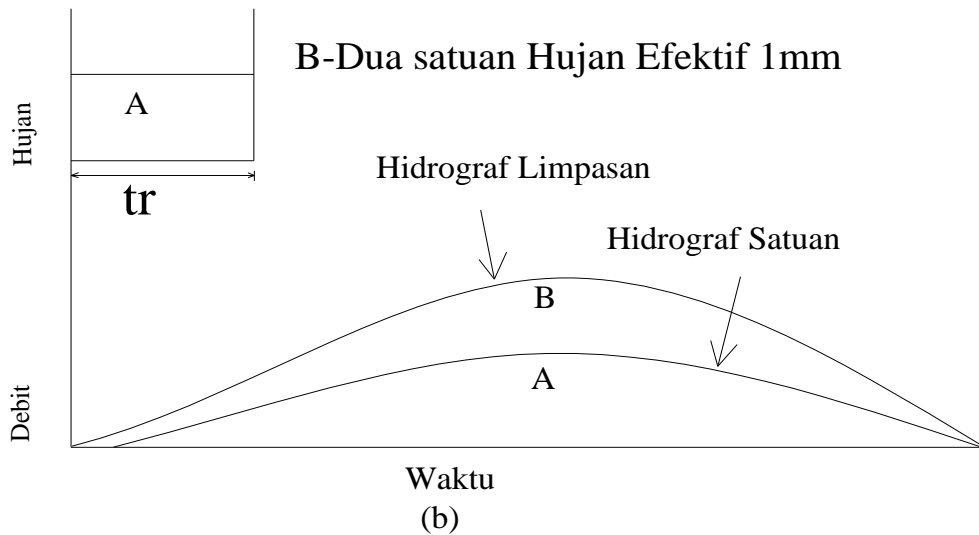 B-Dua satuan Hujan Efektif 1mm
A
Hujan
tr
Hidrograf Limpasan
Hidrograf Satuan
B
A
Debit
Waktu
(b)